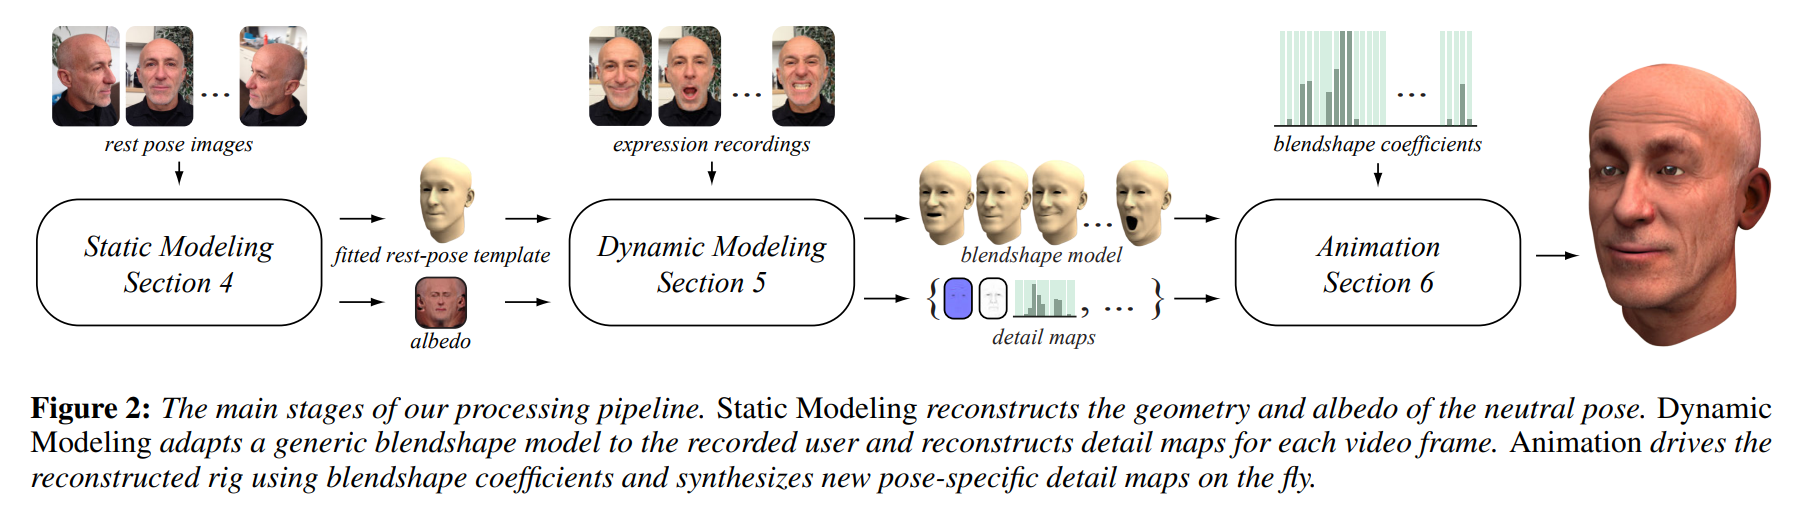 rest pose images
expression recordings
blendshape coefficients
Static Modeling
Section 4
fitted rest-pose template
albedo
Dynamic Modeling
Section 5
blendshape model
{ , ... }
detail maps
Animation
Section 6
Figure 2: The main stages of our processing pipeline. Static Modeling reconstructs the geometry and albedo of the neutral pose. Dynamic
Modeling adapts a generic blendshape model to the recorded user and reconstructs detail maps for each video frame. Animation drives the
reconstructed rig using blendshape coefficients and synthesizes new pose-specific detail maps on the fly.